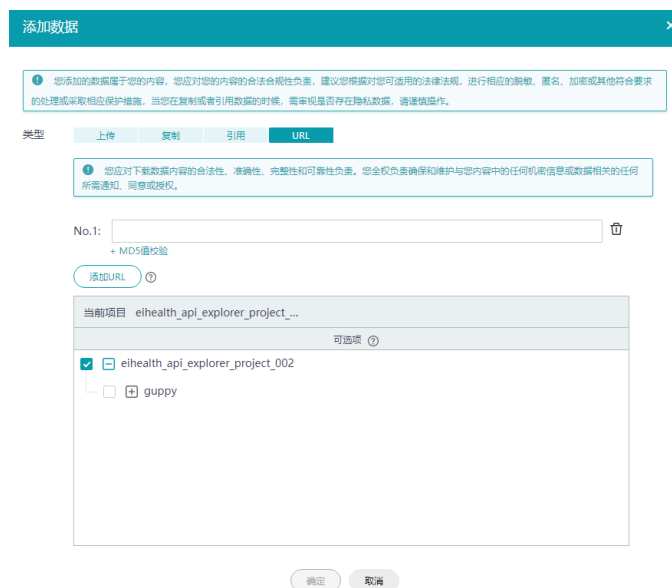 添加数据
您添加的数据属于您的内容，您应对您的内容的合法合规性负责，建议您根据对您可适用的法律法规，进行相应的脱敏、匿名、加密或其他符合要求
的处理或采取相应保护措施，当您在复制或者引用数据的时候，需审视是否存在隐私数据，请谨慎操作。
类型 上传 复制 引用 URL
您应对下载数据内容的合法性、准确性、完整性和可靠性负责。您全权负责确保和维护与您内容中的任何机密信息或数据相关的任何
所需通知、同意或授权。
No.1:
+ MD5值校验
添加URL
当前项目 eihealth_api_explorer_project_...
可选项
eihealth_api_explorer_project_002
guppy
确定 取消